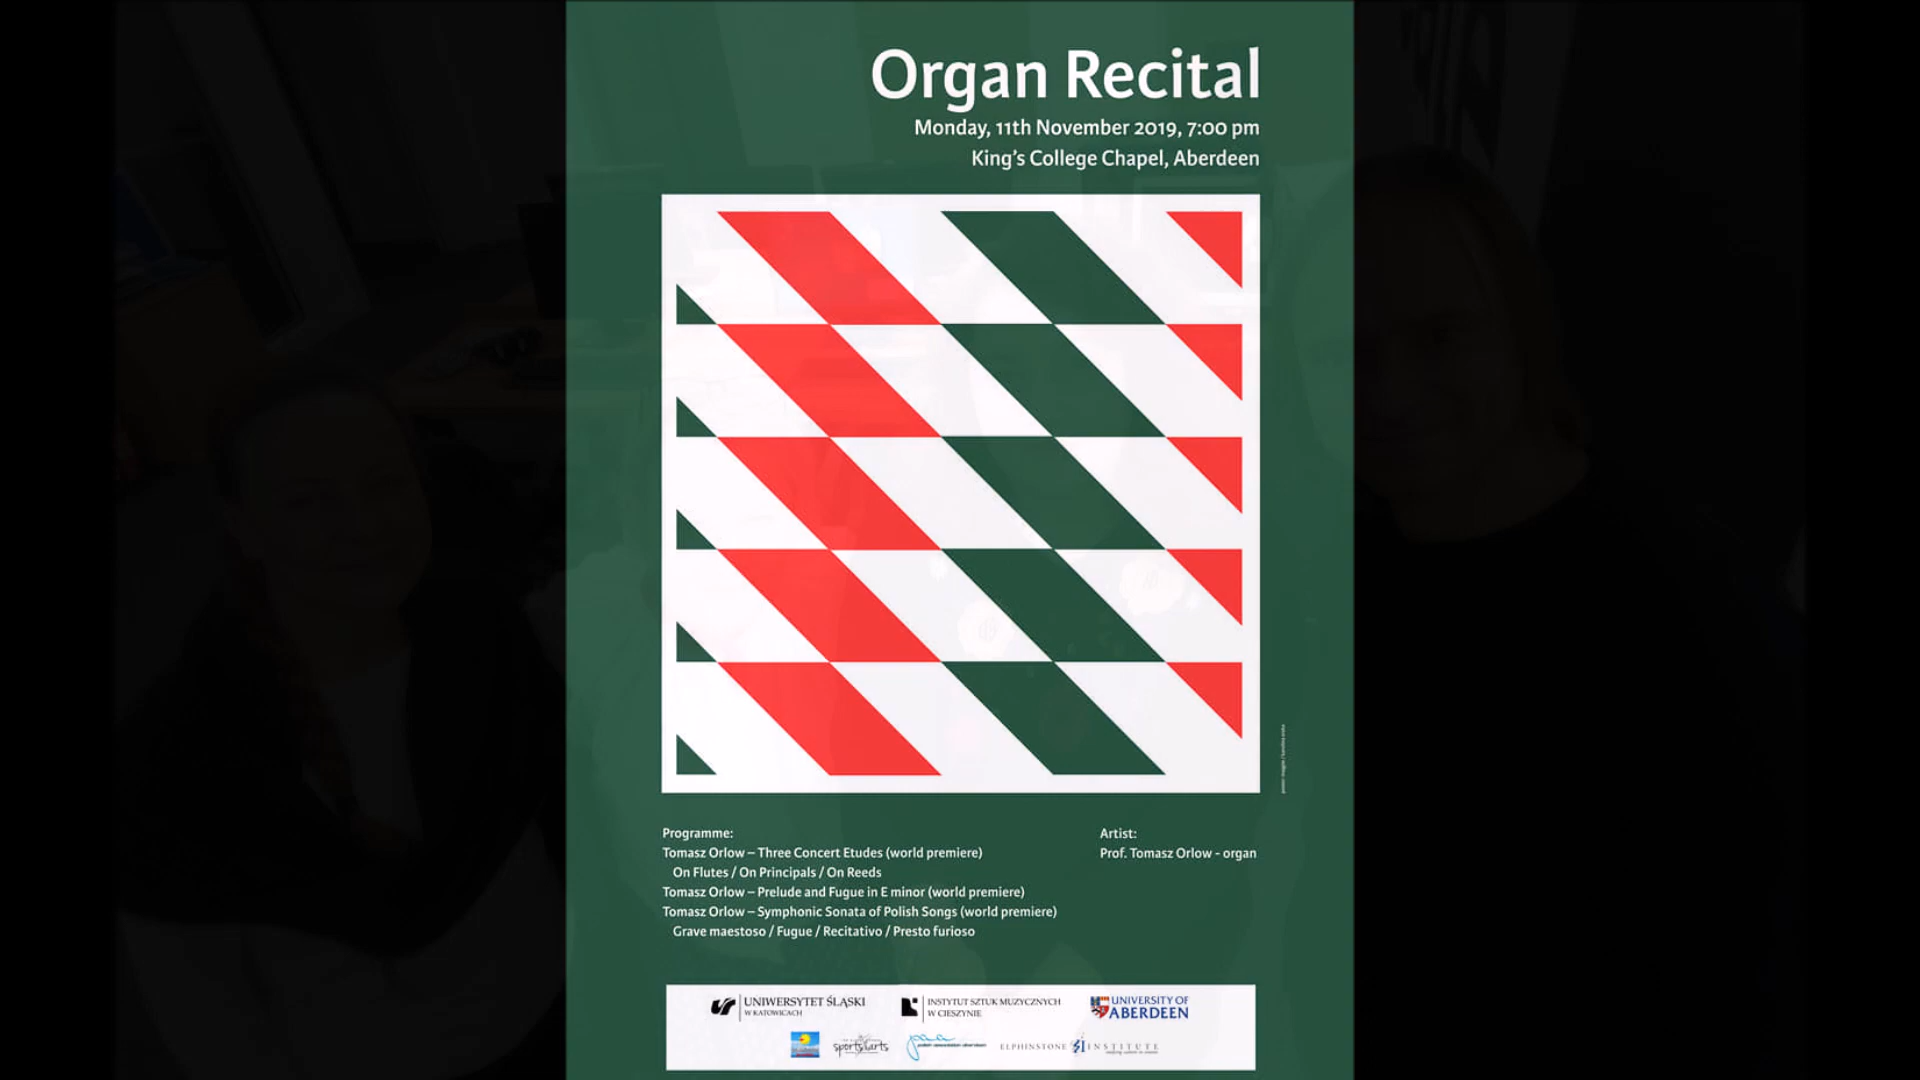 Organ Recital
Monday, 11th November 2019, 7:00 pm
King's College Chapel, Aberdeen
Programme:
Tomasz Orlow – Three Concert Etudes (world premiere)
On Flutes / On Principals / On Reeds
Tomasz Orlow – Prelude and Fugue in E minor (world premiere)
Tomasz Orlow – Symphonic Sonata of Polish Songs (world premiere)
Grave maestoso / Fugue / Recitativo / Presto furioso
Artist:
Prof. Tomasz Orlow - organ
UNIWERSYTET ŚLĄSKI
W KATOWICACH
INSTYTUT SZTUK MUZYCZNYCH
W CIESZYNIE
UNIVERSITY OF
ABERDEEN
sports&arts
polish association aberdeen
ELPHINSTONE INSTITUTE